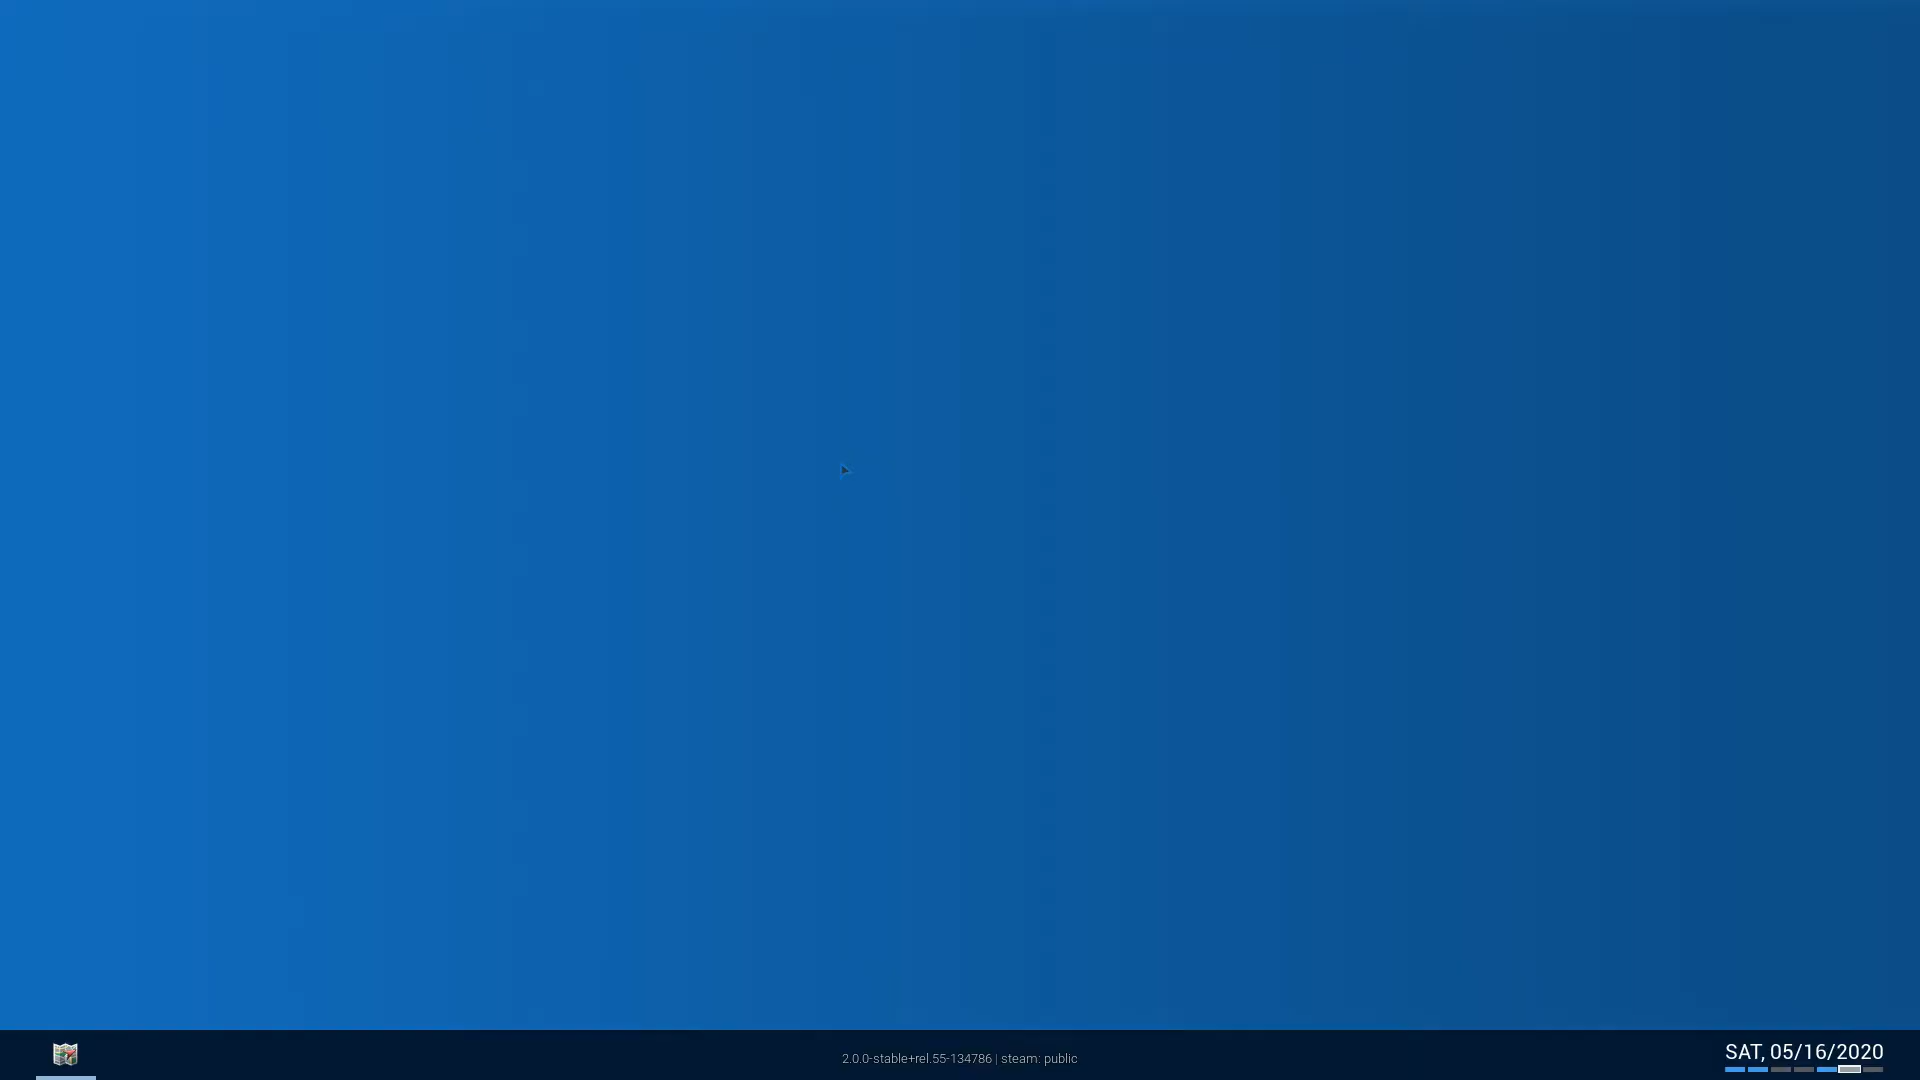 2.0.0-stable+rel.55-134786 | steam: public
SAT, 05/16/2020